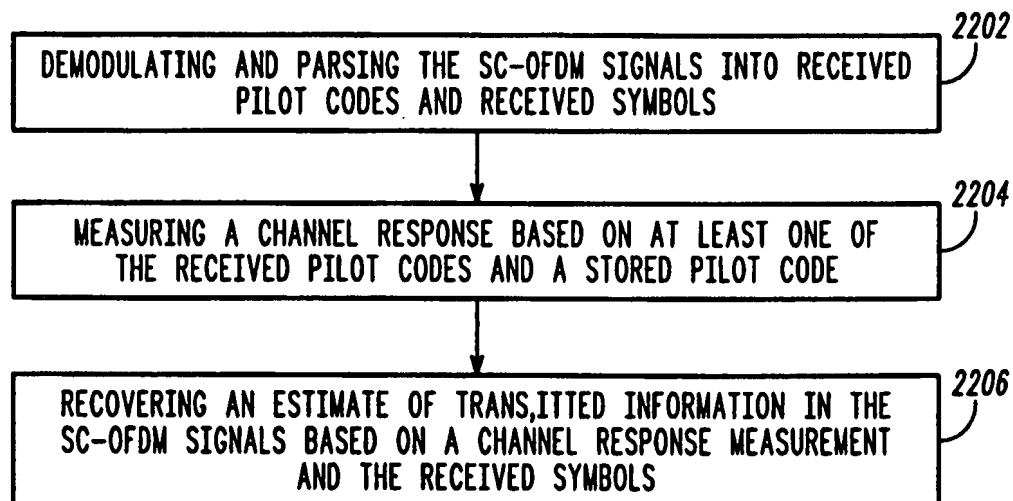 2202
DEMODULATING AND PARSING THE SC-OFDM SIGNALS INTO RECEIVED
PILOT CODES AND RECEIVED SYMBOLS
2204
MEASURING A CHANNEL RESPONSE BASED ON AT LEAST ONE OF
THE RECEIVED PILOT CODES AND A STORED PILOT CODE
2206
RECOVERING AN ESTIMATE OF TRANS,ITTED INFORMATION IN THE
SC-OFDM SIGNALS BASED ON A CHANNEL RESPONSE MEASUREMENT
AND THE RECEIVED SYMBOLS